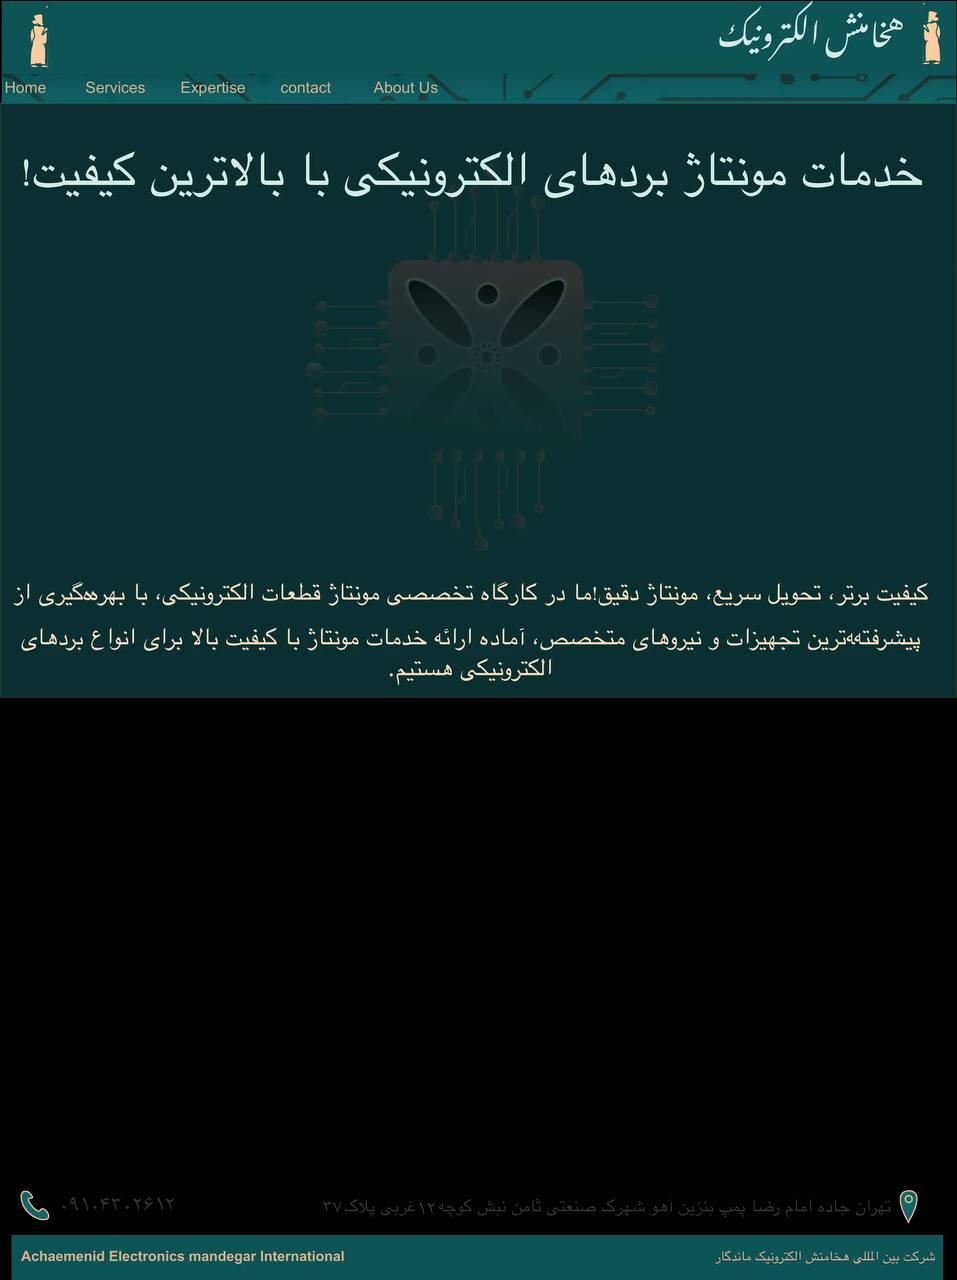 هخامنش الکترونیک
Home Services Expertise contact About Us
خدمات مونتاژ بردهای الکترونیکی با بالاترین کیفیت!
کیفیت برتر، تحویل سریع، مونتاژ دقیق!ما در کارگاه تخصصی مونتاژ قطعات الکترونیکی، با بهره‌گیری از
پیشرفته‌ترین تجهیزات و نیروهای متخصص، آماده ارائه خدمات مونتاژ با کیفیت بالا برای انواع بردهای
الکترونیکی هستیم.
تهران جاده امام رضا پمپ بنزین آهو شهرک صنعتی ثامن نبش کوچه۱۲غربی پلاک۳۷
۰۹۱۰۴۳۰۲۶۱۲
شرکت بین المللی هخامنش الکترونیک ماندگار
Achaemenid Electronics mandegar International